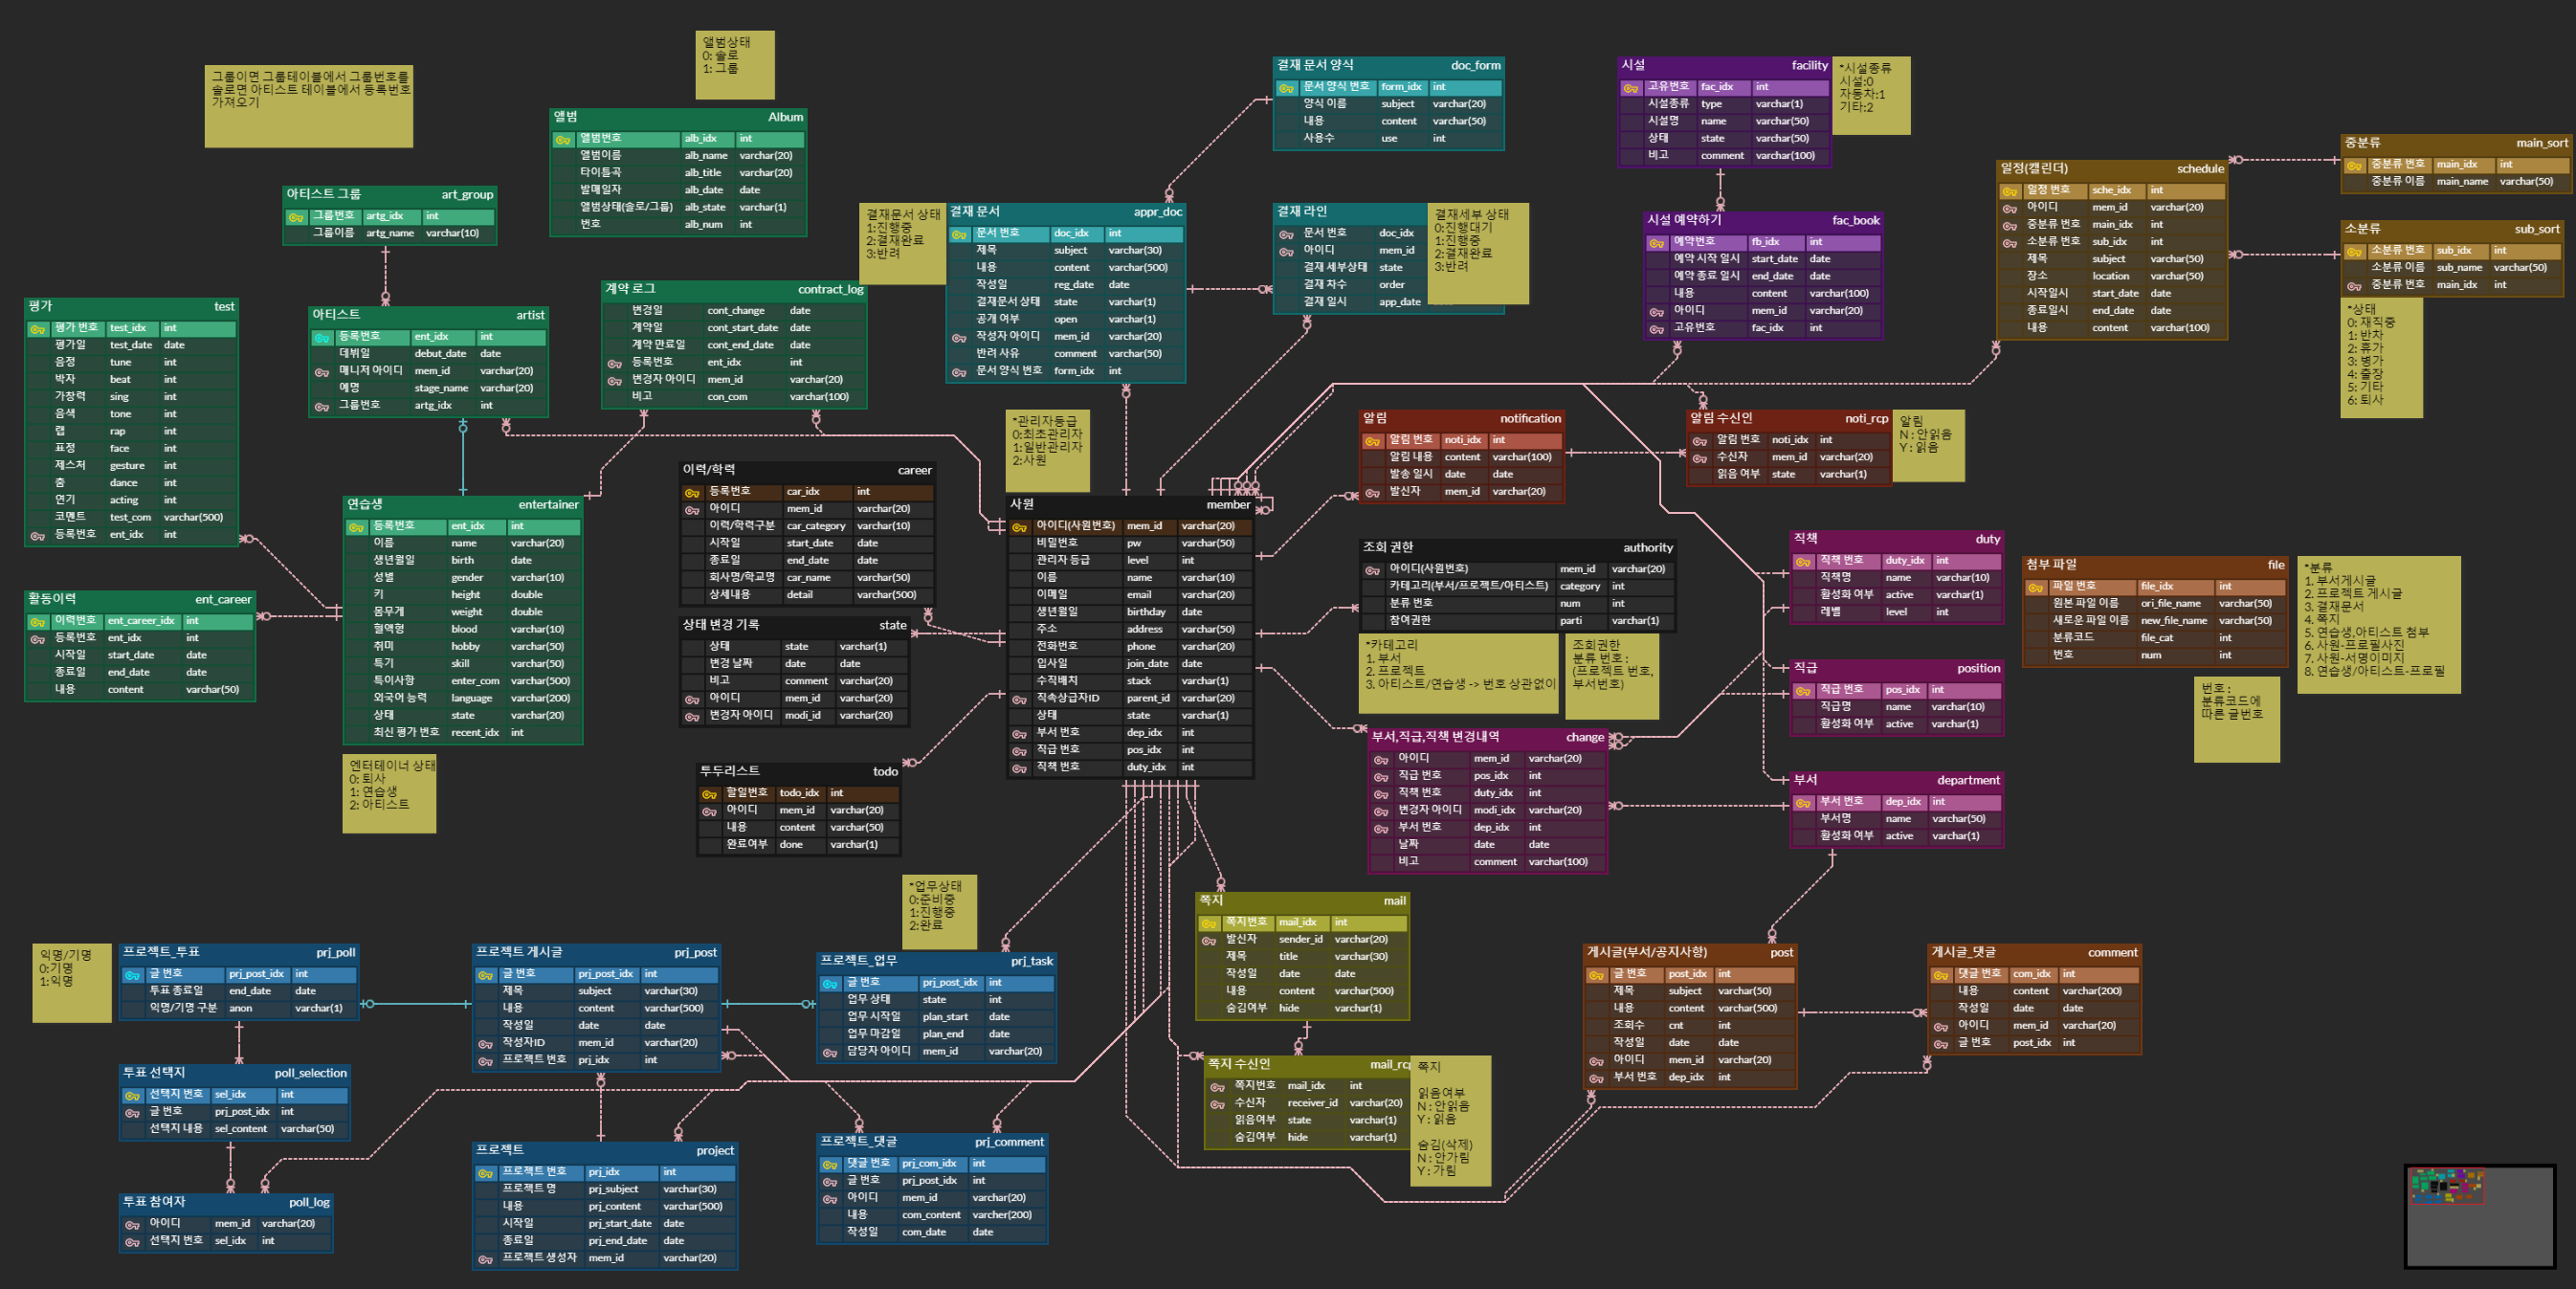 앨범상태
0: 솔로
1: 그룹
그룹이면 그룹테이블에서 그룹번호를
솔로면 아티스트 테이블에서 등록번호
가져오기
앨범 Album
앨범번호 alb_idx int
앨범이름 alb_name varchar(20)
타이틀곡 alb_title varchar(20)
발매일자 alb_date date
앨범상태(솔로/그룹) alb_state varchar(1)
번호 alb_num int
아티스트 그룹 art_group
그룹번호 artg_idx int
그룹이름 artg_name varchar(10)
평가 test
평가 번호 test_idx int
평가일 test_date date
음정 tune int
박자 beat int
가창력 sing int
음색 tone int
랩 rap int
표정 face int
제스처 gesture int
춤 dance int
연기 acting int
코멘트 test_com varchar(500)
등록번호 ent_idx int
아티스트 artist
등록번호 ent_idx int
데뷔일 debut_date date
매니저 아이디 mem_id varchar(20)
예명 stage_name varchar(20)
그룹번호 artg_idx int
계약 로그 contract_log
변경일 cont_change date
계약일 cont_start_date date
계약 만료일 cont_end_date date
등록번호 ent_idx int
변경자 아이디 mem_id varchar(20)
비고 con_com varchar(100)
활동이력 ent_career
이력번호 ent_career_idx int
등록번호 ent_idx int
시작일 start_date date
종료일 end_date date
내용 content varchar(50)
연습생 entertainer
등록번호 ent_idx int
이름 name varchar(20)
생년월일 birth date
성별 gender varchar(10)
키 height double
몸무게 weight double
혈액형 blood varchar(10)
취미 hobby varchar(50)
특기 skill varchar(50)
특이사항 enter_com varchar(500)
외국어 능력 language varchar(200)
상태 state varchar(20)
최신 평가 번호 recent_idx int
엔터테이너 상태
0: 퇴사
1: 연습생
2: 아티스트
결재 문서 양식 doc_form
문서 양식 번호 form_idx int
양식 이름 subject varchar(20)
내용 content varchar(50)
사용수 use int
결재문서 상태
1:진행중
2:결재완료
3:반려
결재 문서 appr_doc
문서 번호 doc_idx int
제목 subject varchar(30)
내용 content varchar(500)
작성일 reg_date date
결재문서 상태 state varchar(1)
공개 여부 open varchar(1)
작성자 아이디 mem_id varchar(20)
반려 사유 comment varchar(50)
문서 양식 번호 form_idx int
결재 라인
문서 번호 doc_idx
아이디 mem_id
결재 세부상태 state
결재 차수 order
결재 일시 app_date
결재세부 상태
0:진행대기
1:진행중
2:결재완료
3:반려
시설 facility
고유번호 fac_idx int
시설종류 type varchar(1)
시설명 name varchar(50)
상태 state varchar(50)
비고 comment varchar(100)
*시설종류
시설:0
자동차:1
기타:2
시설 예약하기 fac_book
예약번호 fb_idx int
예약 시작 일시 start_date date
예약 종료 일시 end_date date
내용 content varchar(100)
아이디 mem_id varchar(20)
고유번호 fac_idx int
일정(캘린더) schedule
일정 번호 sche_idx int
아이디 mem_id varchar(20)
중분류 번호 main_idx int
소분류 번호 sub_idx int
제목 subject varchar(50)
장소 location varchar(50)
시작일시 start_date date
종료일시 end_date date
내용 content varchar(100)
중분류 main_sort
중분류 번호 main_idx int
중분류 이름 main_name varchar(50)
소분류 sub_sort
소분류 번호 sub_idx int
소분류 이름 sub_name varchar(50)
중분류 번호 main_idx int
*상태
0: 재직중
1: 반차
2: 휴가
3: 병가
4: 출장
5: 기타
6: 퇴사
*관리자등급
0:최초관리자
1:일반관리자
2:사원
이력/학력 career
등록번호 car_idx int
아이디 mem_id varchar(20)
이력/학력구분 car_category varchar(10)
시작일 start_date date
종료일 end_date date
회사명/학교명 car_name varchar(50)
상세내용 detail varchar(500)
상태 변경 기록 state
상태 state varchar(1)
변경 날짜 date date
비고 comment varchar(20)
아이디 mem_id varchar(20)
변경자 아이디 modi_id varchar(20)
투두리스트 todo
할일번호 todo_idx int
아이디 mem_id varchar(20)
내용 content varchar(50)
완료여부 done varchar(1)
사원 member
아이디(사원번호) mem_id varchar(20)
비밀번호 pw varchar(50)
관리자 등급 level int
이름 name varchar(10)
이메일 email varchar(20)
생년월일 birthday date
주소 address varchar(50)
전화번호 phone varchar(20)
입사일 join_date date
수직배치 stack varchar(1)
직속상급자ID parent_id varchar(20)
상태 state varchar(1)
부서 번호 dep_idx int
직급 번호 pos_idx int
직책 번호 duty_idx int
알림 notification
알림 번호 noti_idx int
알림 내용 content varchar(100)
발송 일시 date date
발신자 mem_id varchar(20)
알림 수신인 noti_rcp
알림 번호 noti_idx int
수신자 mem_id varchar(20)
읽음 여부 state varchar(1)
알림
N : 안읽음
Y : 읽음
조회 권한 authority
아이디(사원번호) mem_id varchar(20)
카테고리(부서/프로젝트/아티스트) category int
분류 번호 num int
참여권한 parti varchar(1)
*카테고리
1. 부서
2. 프로젝트
3. 아티스트/연습생 -> 번호 상관없이
조회권한
분류 번호 :
(프로젝트 번호,
부서번호)
직책 duty
직책 번호 duty_idx int
직책명 name varchar(10)
활성화 여부 active varchar(1)
레벨 level int
직급 position
직급 번호 pos_idx int
직급명 name varchar(10)
활성화 여부 active varchar(1)
부서 department
부서 번호 dep_idx int
부서명 name varchar(50)
활성화 여부 active varchar(1)
부서,직급,직책 변경내역 change
아이디 mem_id varchar(20)
직급 번호 pos_idx int
직책 번호 duty_idx int
변경자 아이디 modi_idx varchar(20)
부서 번호 dep_idx int
날짜 date date
비고 comment varchar(100)
첨부 파일 file
파일 번호 file_idx int
원본 파일 이름 ori_file_name varchar(50)
새로운 파일 이름 new_file_name varchar(50)
분류코드 file_cat int
번호 num int
*분류
1. 부서게시글
2. 프로젝트 게시글
3. 결재문서
4. 쪽지
5. 연습생,아티스트 첨부
6. 사원-프로필사진
7. 사원-서명이미지
8. 연습생/아티스트-프로필
번호 :
분류코드에
따른 글번호
*업무상태
0:준비중
1:진행중
2:완료
익명/기명
0:기명
1:익명
프로젝트_투표 prj_poll
글 번호 prj_post_idx int
투표 종료일 end_date date
익명/기명 구분 anon varchar(1)
프로젝트 게시글 prj_post
글 번호 prj_post_idx int
제목 subject varchar(30)
내용 content varchar(500)
작성일 date date
작성자ID mem_id varchar(20)
프로젝트 번호 prj_idx int
프로젝트_업무 prj_task
글 번호 prj_post_idx int
업무 상태 state int
업무 시작일 plan_start date
업무 마감일 plan_end date
담당자 아이디 mem_id varchar(20)
투표 선택지 poll_selection
선택지 번호 sel_idx int
글 번호 prj_post_idx int
선택지 내용 sel_content varchar(50)
투표 참여자 poll_log
아이디 mem_id varchar(20)
선택지 번호 sel_idx int
프로젝트 project
프로젝트 번호 prj_idx int
프로젝트 명 prj_subject varchar(30)
내용 prj_content varchar(500)
시작일 prj_start_date date
종료일 prj_end_date date
프로젝트 생성자 mem_id varchar(20)
프로젝트_댓글 prj_comment
댓글 번호 prj_com_idx int
글 번호 prj_post_idx int
아이디 mem_id varchar(20)
내용 com_content varcher(200)
작성일 com_date date
쪽지 mail
쪽지번호 mail_idx int
발신자 sender_id varchar(20)
제목 title varchar(30)
작성일 date date
내용 content varchar(500)
숨김여부 hide varchar(1)
쪽지 수신인 mail_rcp
쪽지번호 mail_idx int
수신자 receiver_id varchar(20)
읽음여부 state varchar(1)
숨김여부 hide varchar(1)
쪽지
읽음여부
N : 안읽음
Y : 읽음
숨김(삭제)
N : 안가림
Y : 가림
게시글(부서/공지사항) post
글 번호 post_idx int
제목 subject varchar(50)
내용 content varchar(500)
조회수 cnt int
작성일 date date
아이디 mem_id varchar(20)
부서 번호 dep_idx int
게시글_댓글 comment
댓글 번호 com_idx int
내용 content varchar(200)
작성일 date date
아이디 mem_id varchar(20)
글 번호 post_idx int